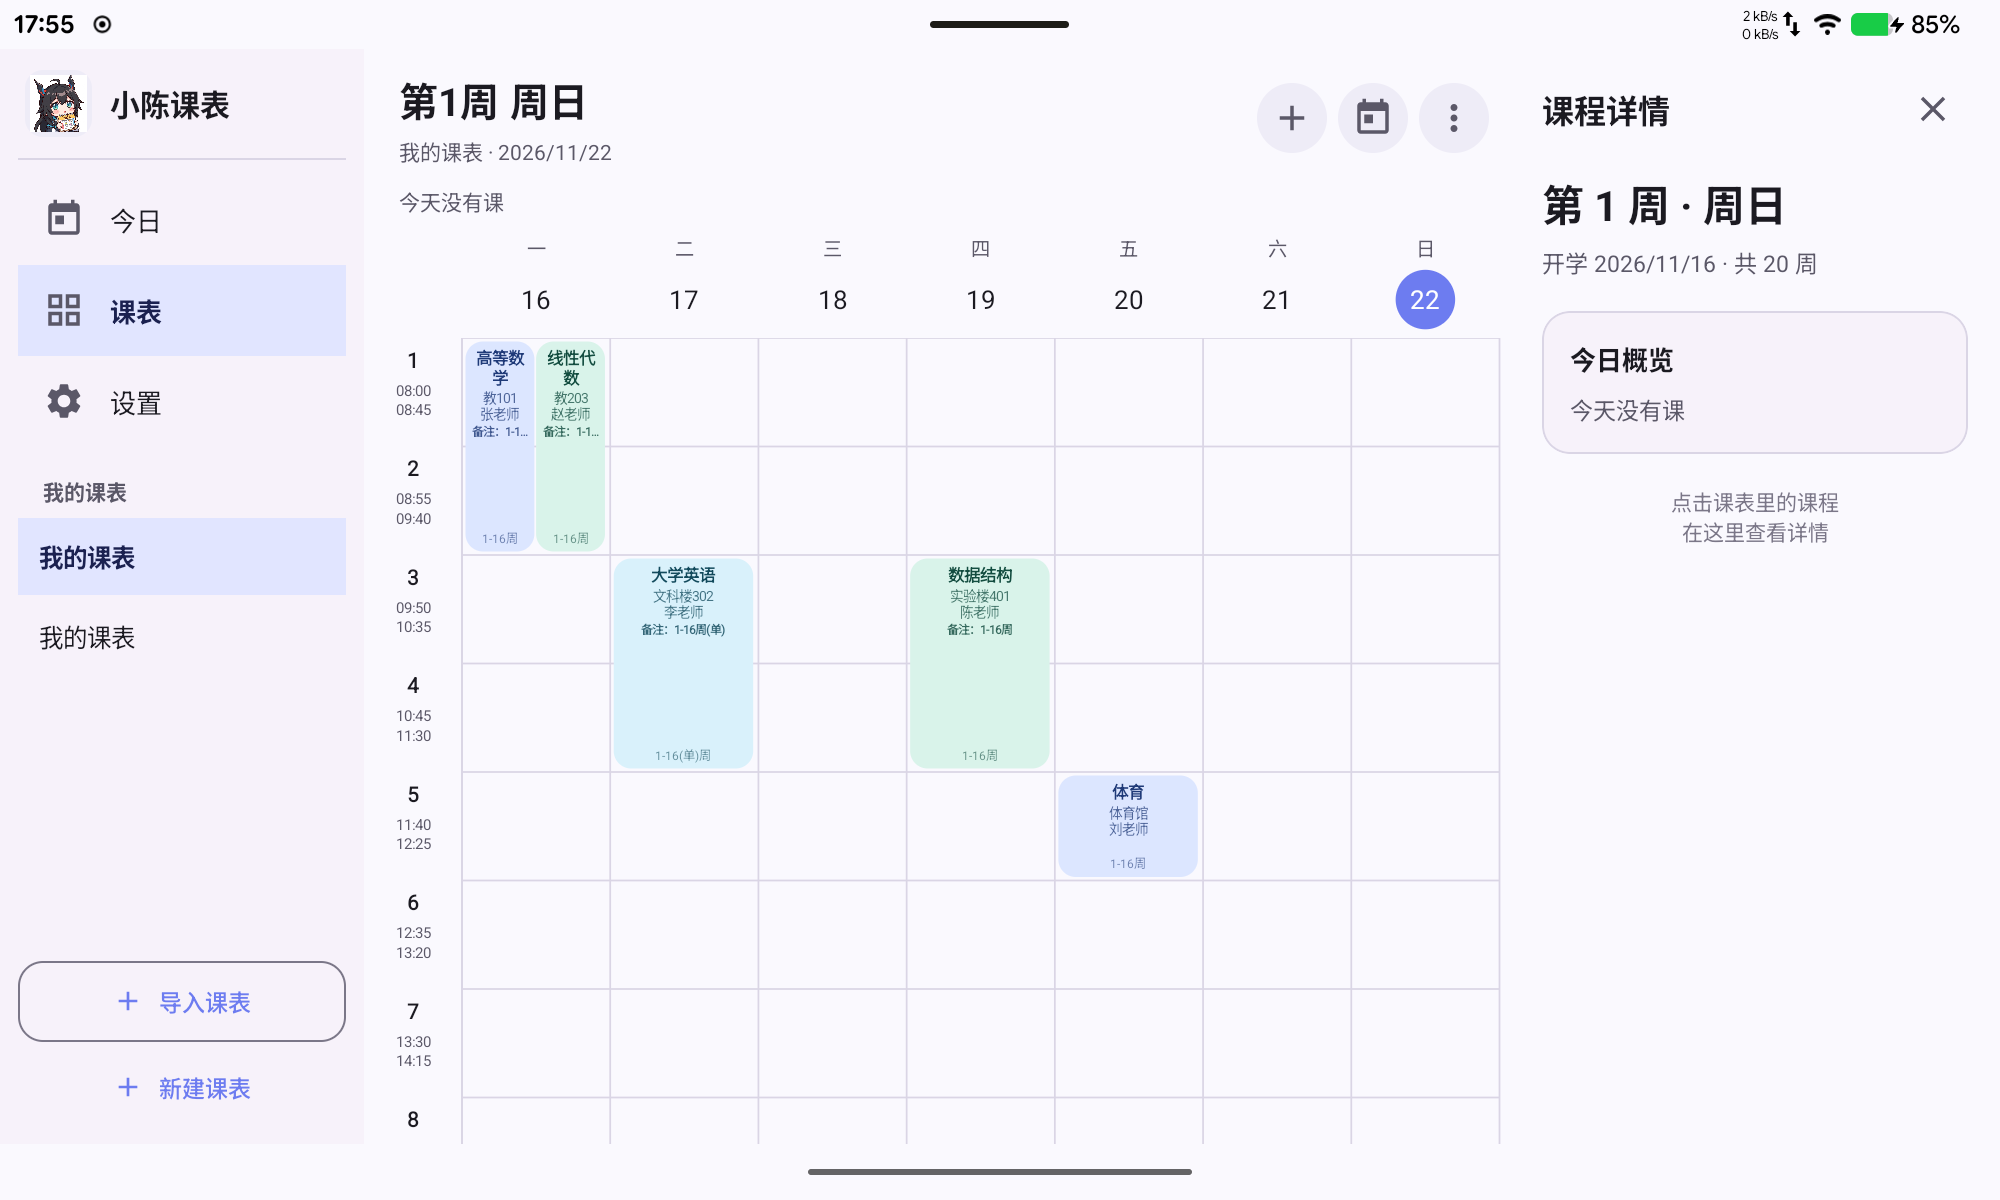 17:55
2 kB/s
0 kB/s
85%
小陈课表
今日
课表
设置
我的课表
我的课表
我的课表
导入课表
新建课表
第1周 周日
我的课表 · 2026/11/22
今天没有课
一 二 三 四 五 六 日
16 17 18 19 20 21 22
1
08:00
08:45
2
08:55
09:40
3
09:50
10:35
4
10:45
11:30
5
11:40
12:25
6
12:35
13:20
7
13:30
14:15
8
高等数
学
教101
张老师
备注：1-1...
1-16周
线性代
数
教203
赵老师
备注：1-1...
1-16周
大学英语
文科楼302
李老师
备注：1-16周(单)
1-16(单)周
数据结构
实验楼401
陈老师
备注：1-16周
1-16周
体育
体育馆
刘老师
1-16周
课程详情
第 1 周 · 周日
开学 2026/11/16 · 共 20 周
今日概览
今天没有课
点击课表里的课程
在这里查看详情